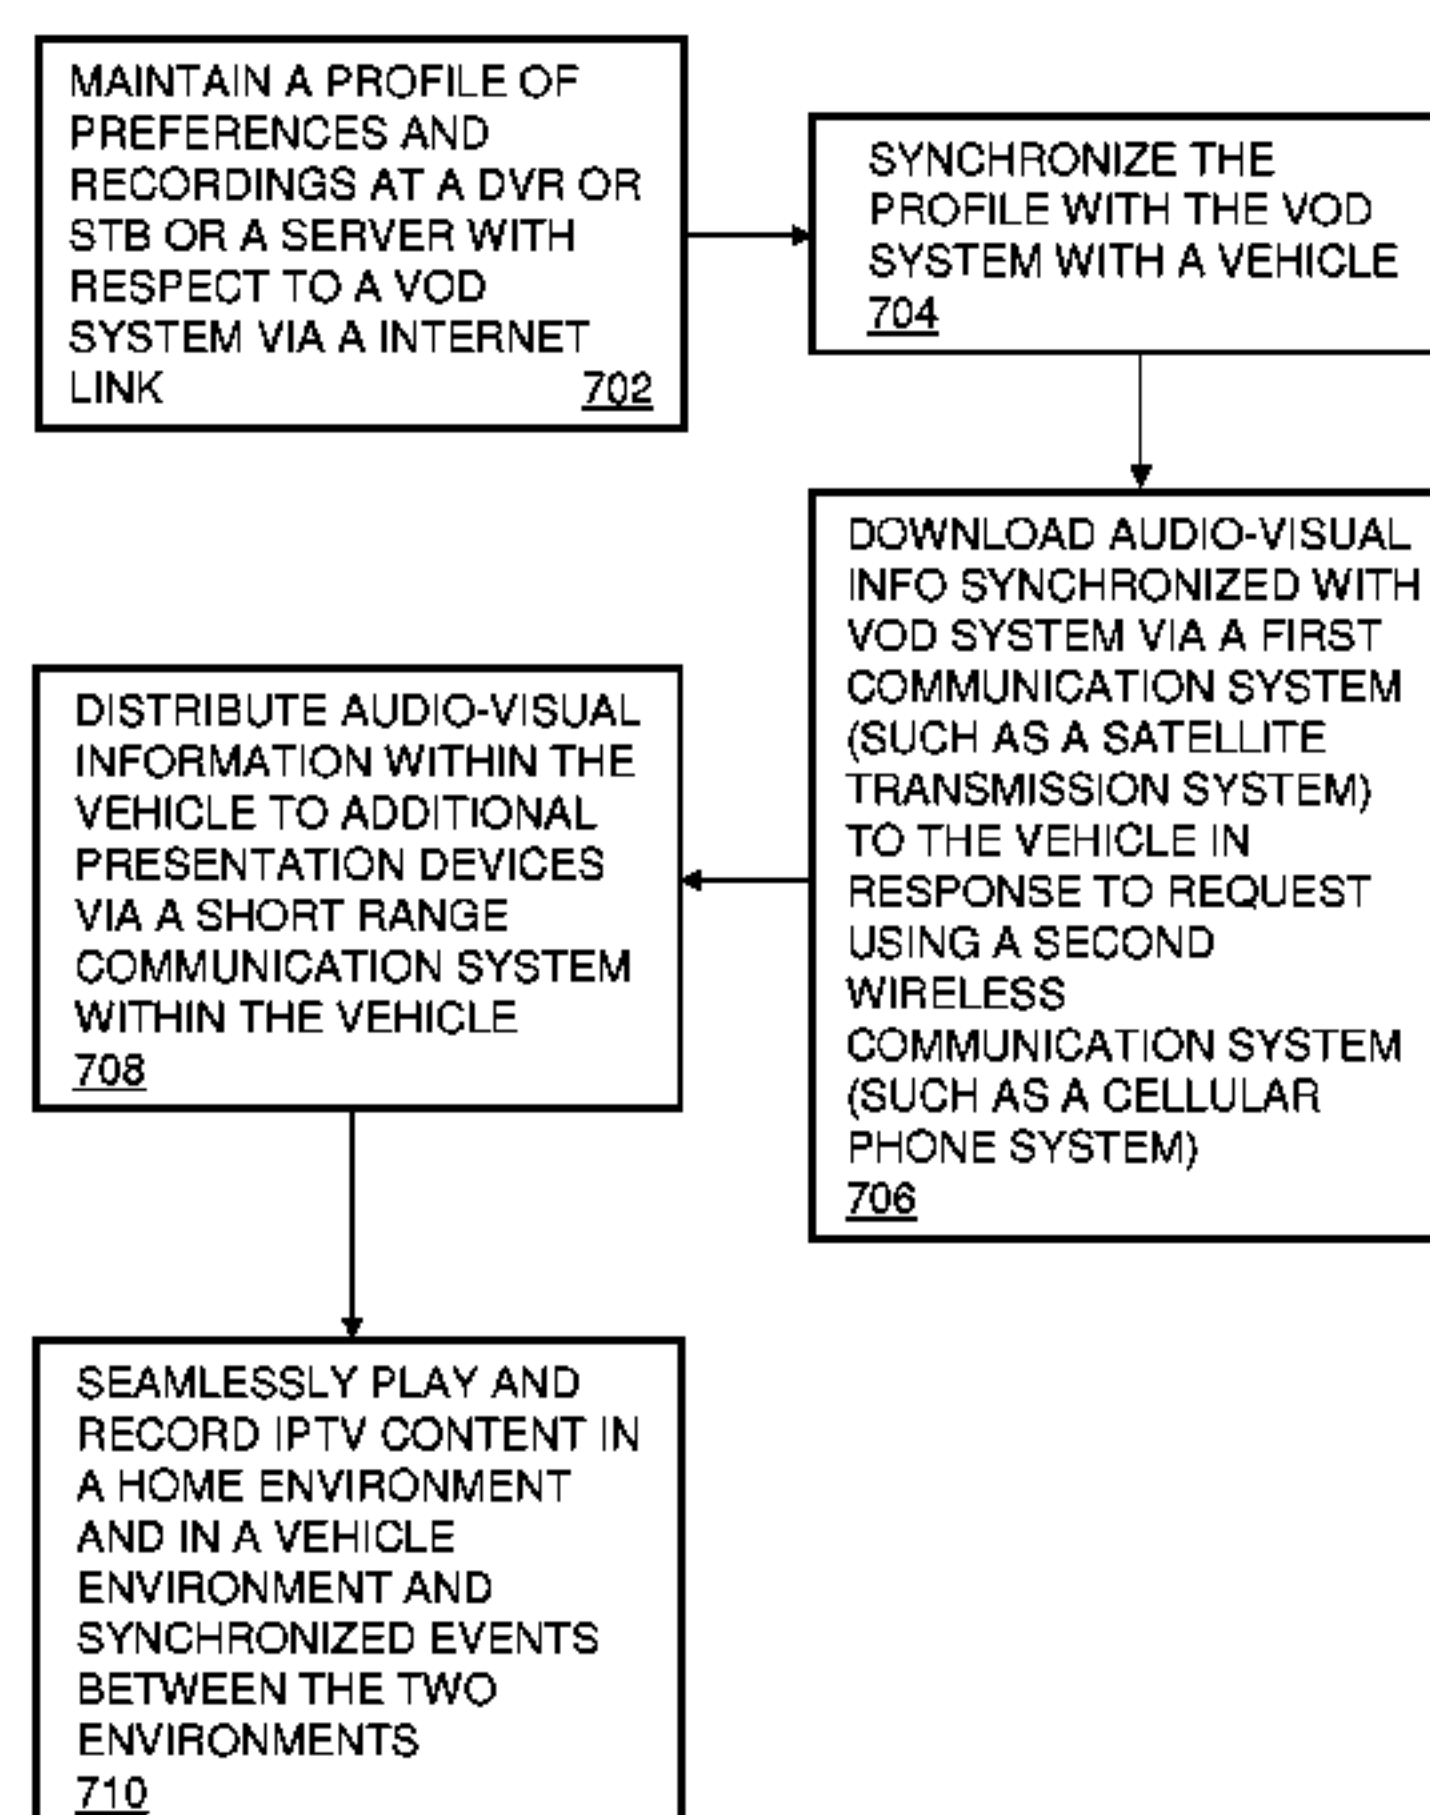 MAINTAIN A PROFILE OF
PREFERENCES AND
RECORDINGS AT A DVR OR
STB OR A SERVER WITH
RESPECT TO A VOD
SYSTEM VIA A INTERNET
LINK 702
SYNCHRONIZE THE
PROFILE WITH THE VOD
SYSTEM WITH A VEHICLE
704
DOWNLOAD AUDIO-VISUAL
INFO SYNCHRONIZED WITH
VOD SYSTEM VIA A FIRST
COMMUNICATION SYSTEM
(SUCH AS A SATELLITE
TRANSMISSION SYSTEM)
TO THE VEHICLE IN
RESPONSE TO REQUEST
USING A SECOND
WIRELESS
COMMUNICATION SYSTEM
(SUCH AS A CELLULAR
PHONE SYSTEM)
706
DISTRIBUTE AUDIO-VISUAL
INFORMATION WITHIN THE
VEHICLE TO ADDITIONAL
PRESENTATION DEVICES
VIA A SHORT RANGE
COMMUNICATION SYSTEM
WITHIN THE VEHICLE
708
SEAMLESSLY PLAY AND
RECORD IPTV CONTENT IN
A HOME ENVIRONMENT
AND IN A VEHICLE
ENVIRONMENT AND
SYNCHRONIZED EVENTS
BETWEEN THE TWO
ENVIRONMENTS
710